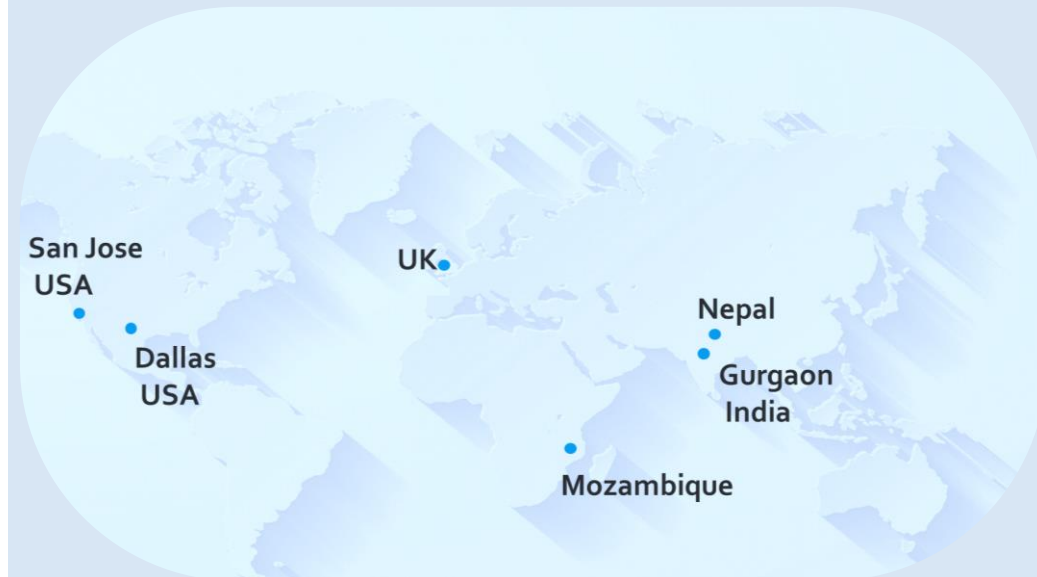 San Jose
USA
Dallas
USA
UK
Nepal
Gurgaon
India
Mozambique